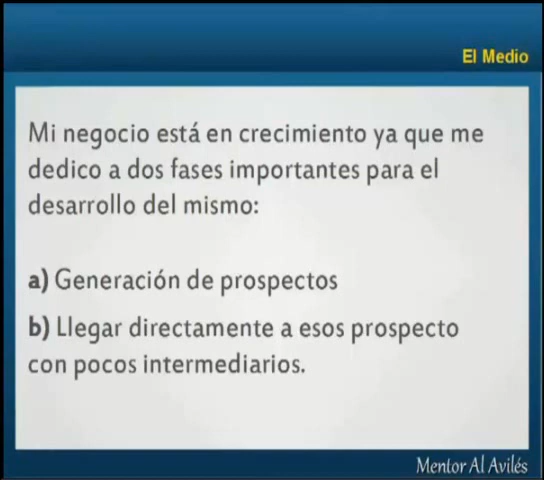 El Medio
Mi negocio está en crecimiento ya que me
dedico a dos fases importantes para el
desarrollo del mismo:
a) Generación de prospectos
b) Llegar directamente a esos prospecto
con pocos intermediarios.
Mentor Al Avilés